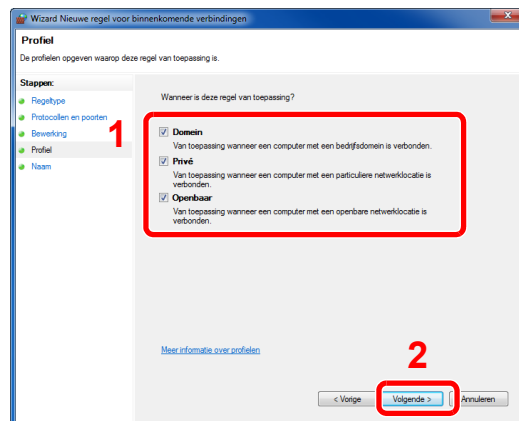 Wizard Nieuwe regel voor binnenkomende verbindingen
Profiel
De profielen opgeven waarop deze regel van toepassing is.
Stappen:
Regeltype
Protocollen en poorten
Bewerking
Profiel
Naam
1
Wanneer is deze regel van toepassing?
Domein
Van toepassing wanneer een computer met een bedrijfsdomein is verbonden.
Privé
Van toepassing wanneer een computer met een particuliere netwerklocatie is
verbonden.
Openbaar
Van toepassing wanneer een computer met een openbare netwerklocatie is
verbonden.
Meer informatie over profielen
2
< Vorige
Volgende >
Annuleren